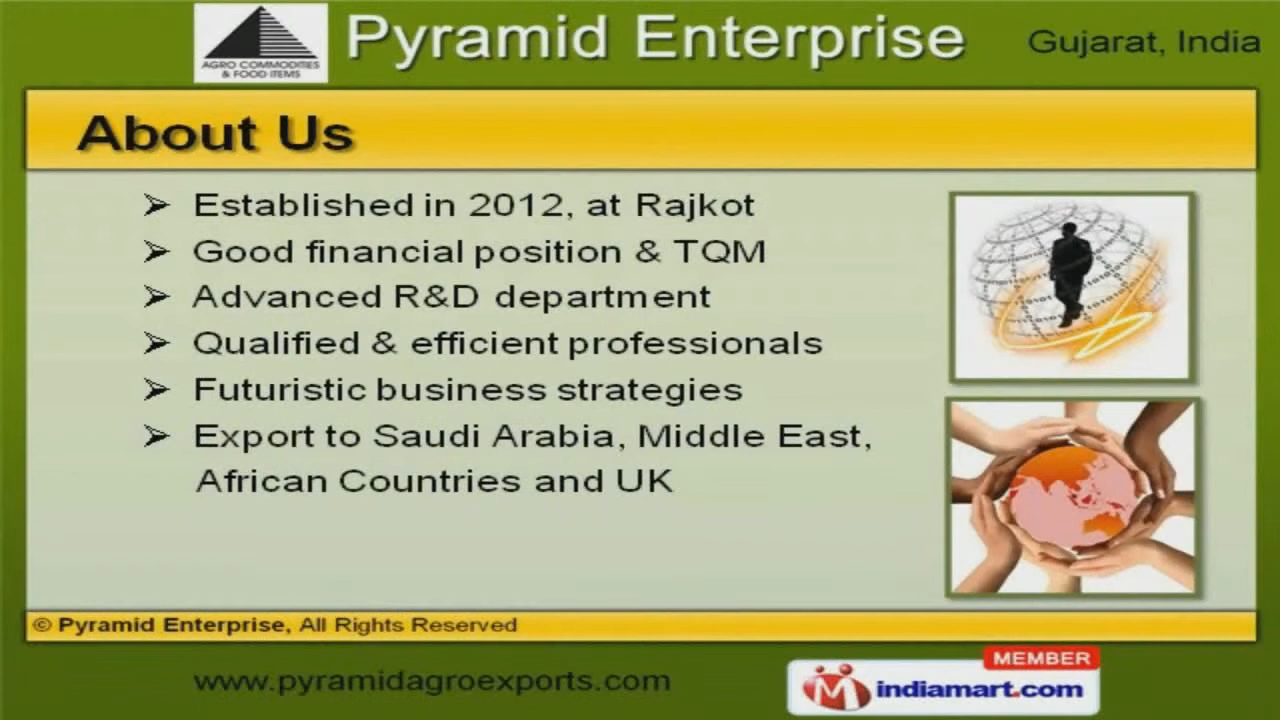 AGRO COMMODITIES
& FOOD ITEMS
Pyramid Enterprise
Gujarat, India
About Us
➢ Established in 2012, at Rajkot
➢ Good financial position & TQM
➢ Advanced R&D department
➢ Qualified & efficient professionals
➢ Futuristic business strategies
➢ Export to Saudi Arabia, Middle East,
African Countries and UK
© Pyramid Enterprise, All Rights Reserved
www.pyramidagroexports.com
MEMBER
indiamart.com